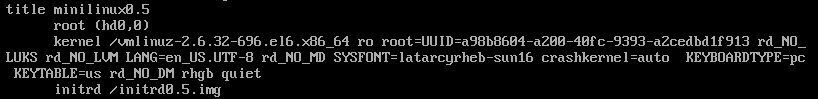 title minilinux0.5
root (hd0,0)
kernel /vmlinuz-2.6.32-696.el6.x86_64 ro root=UUID=a98b8604-a200-40fc-9393-a2cedbd1f913 rd_NO_
LUKS rd_NO_LVM LANG=en_US.UTF-8 rd_NO_MD SYSFONT=latarcyrheb-sun16 crashkernel=auto  KEYBOARDTYPE=pc
KEYTABLE=us rd_NO_DM rhgb quiet
initrd /initrd0.5.img